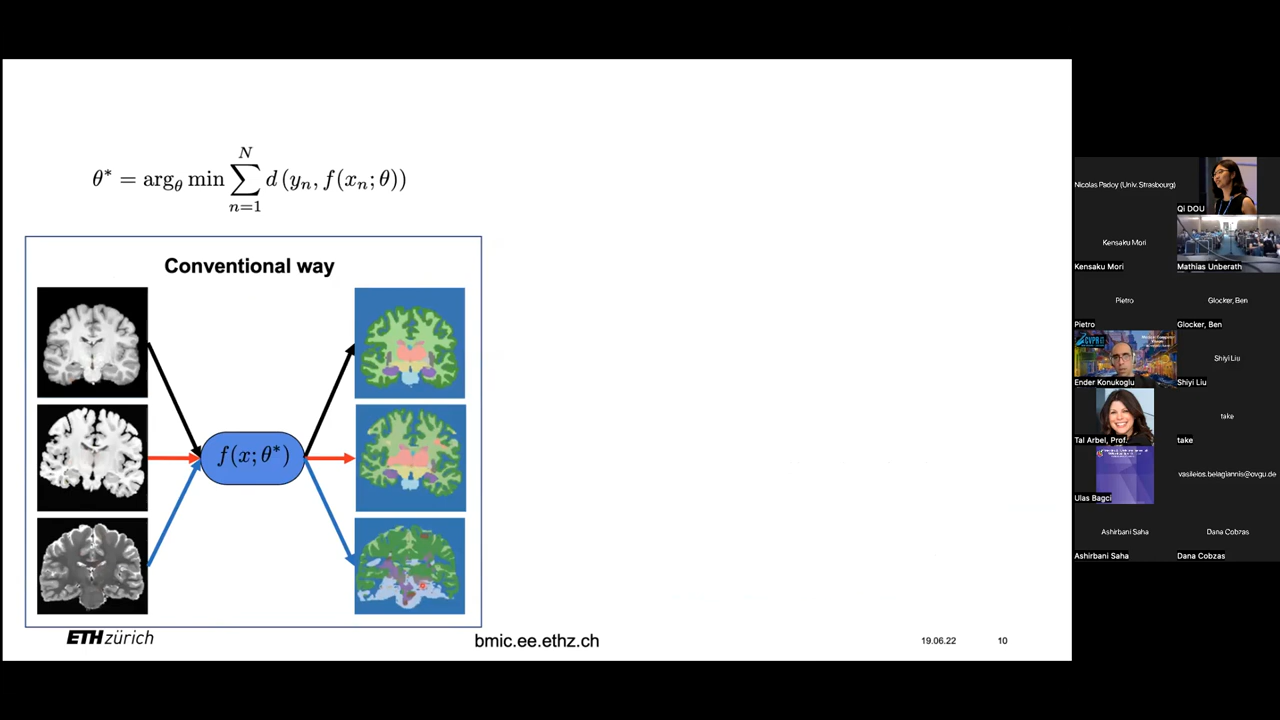 θ* = arg_θ min ∑_{n=1}^{N} d (y_n, f(x_n; θ))
Conventional way
f(x; θ*)
ETH zürich
bmic.ee.ethz.ch
19.06.22
10
Nicolas Padoy (Univ. Strasbourg)
Qi DOU
Kensaku Mori
Kensaku Mori
Mathias Unberath
Pietro
Glocker, Ben
Pietro
Glocker, Ben
CVPR
Shiyi Liu
Ender Konukoglu
Shiyi Liu
take
Tal Arbel, Prof.
take
vasileios.belagiannis@ovgu.de
Ulas Bagci
Ashirbani Saha
Dana Cobzas
Ashirbani Saha
Dana Cobzas